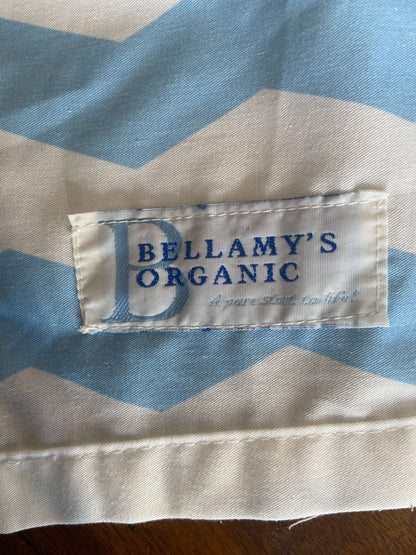 B
BELLAMY'S
ORGANIC
A pure start to life!